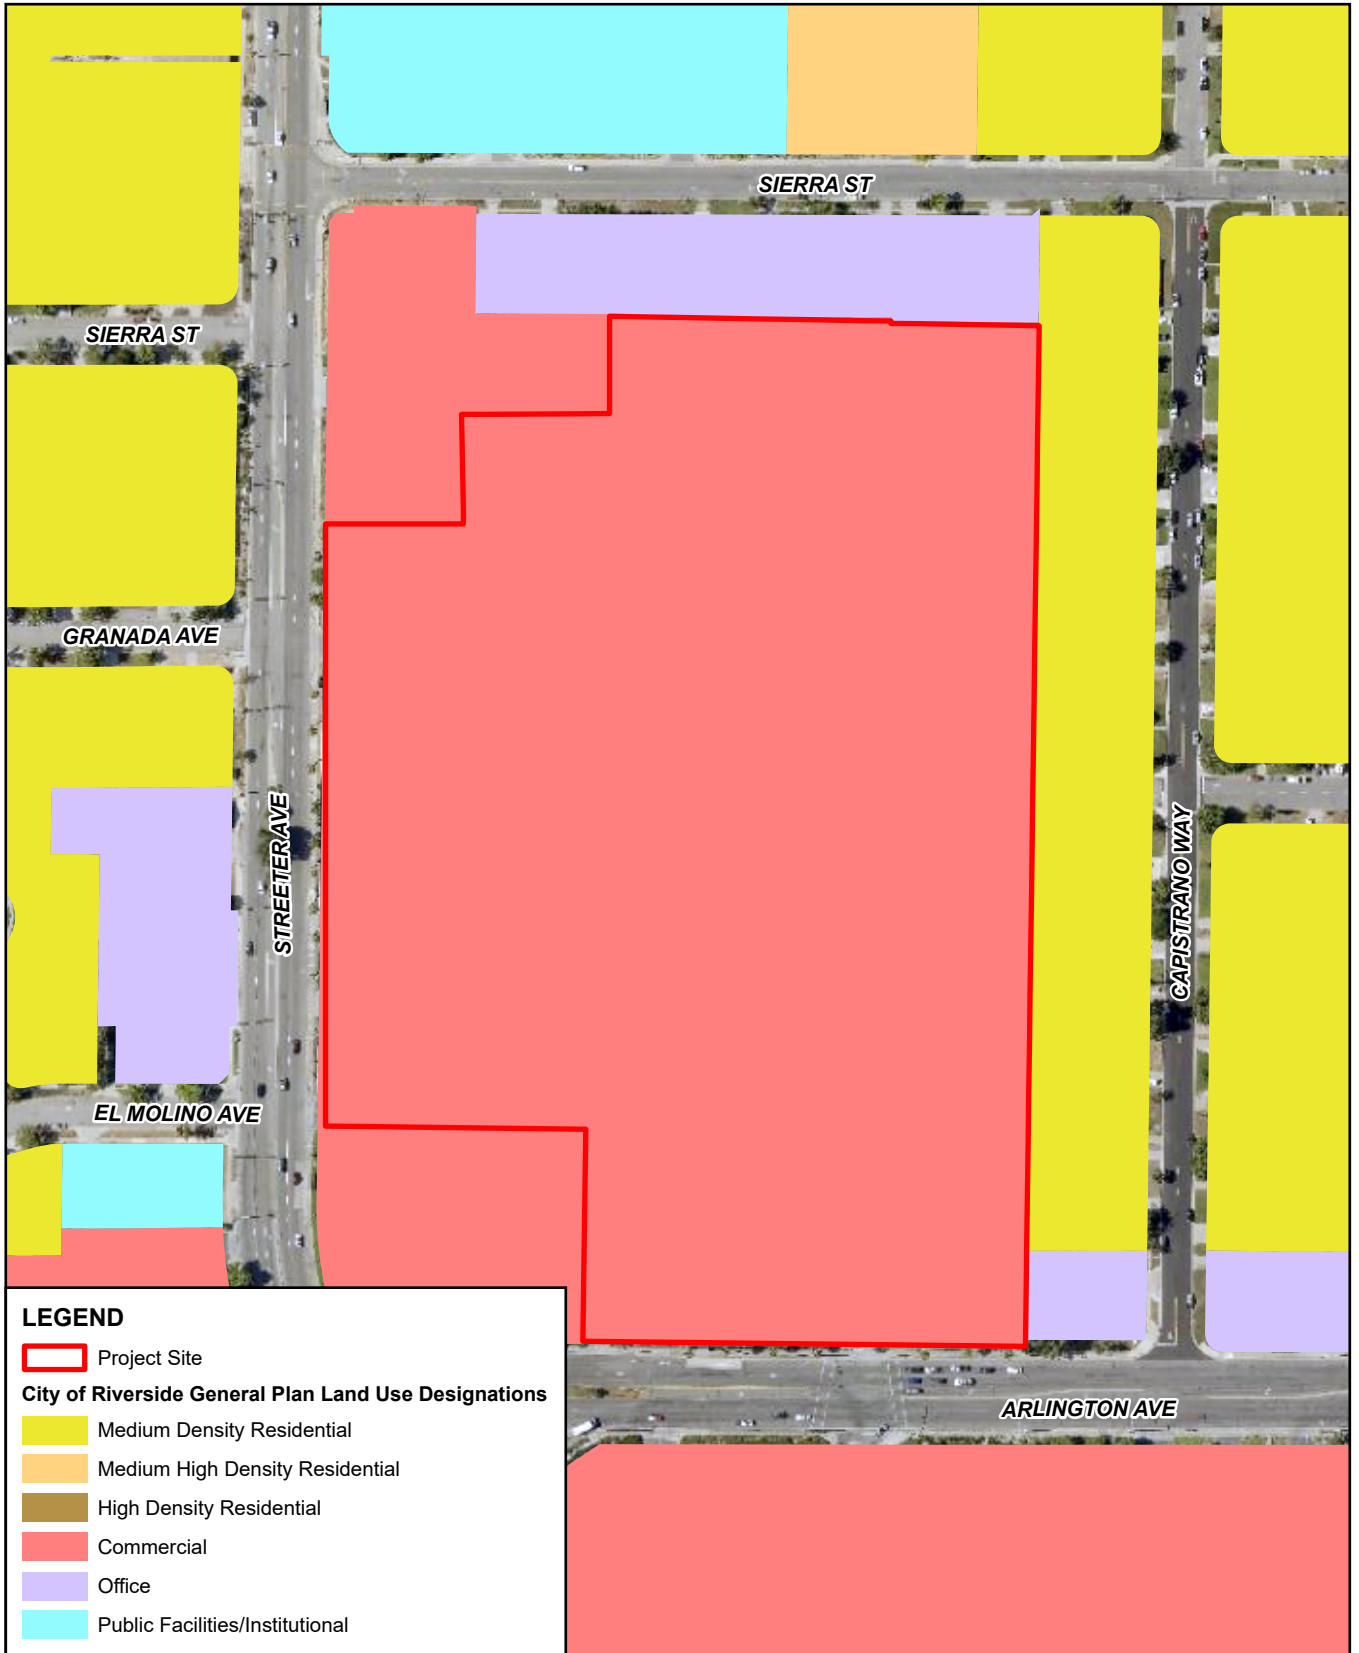 SIERRA ST
SIERRA ST
GRANADA AVE
STREETER AVE
CAPISTRANO WAY
EL MOLINO AVE
ARLINGTON AVE
LEGEND
Project Site
City of Riverside General Plan Land Use Designations
Medium Density Residential
Medium High Density Residential
High Density Residential
Commercial
Office
Public Facilities/Institutional